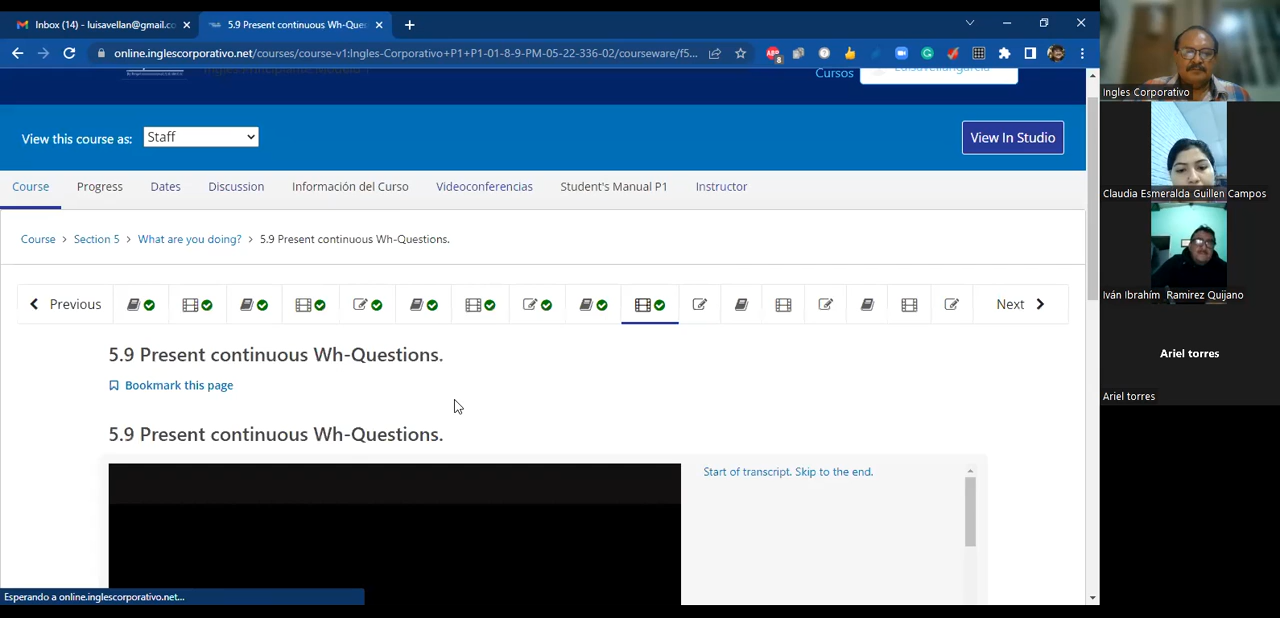 Inbox (14) - luisavellan@gmail.cc
5.9 Present continuous Wh-Ques
online.inglescorporativo.net/courses/course-v1:Ingles-Corporativo+P1+P1-01-8-9-PM-05-22-336-02/courseware/f5...
8
Cursos
View this course as:
Staff
View In Studio
Course
Progress
Dates
Discussion
Información del Curso
Videoconferencias
Student's Manual P1
Instructor
Course > Section 5 > What are you doing? > 5.9 Present continuous Wh-Questions.
Previous
Next
5.9 Present continuous Wh-Questions.
Bookmark this page
5.9 Present continuous Wh-Questions.
Start of transcript. Skip to the end.
Esperando a online.inglescorporativo.net...
Ingles Corporativo
Claudia Esmeralda Guillen Campos
Iván Ibrahím Ramirez Quijano
Ariel torres
Ariel torres